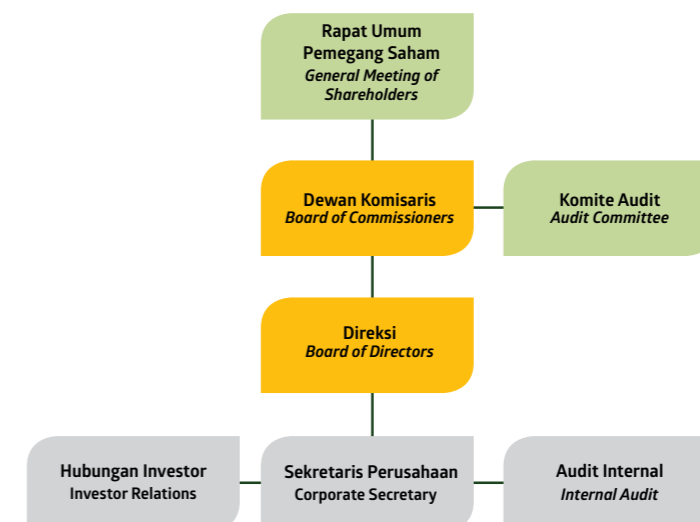 Rapat Umum
Pemegang Saham
General Meeting of
Shareholders
Dewan Komisaris
Board of Commissioners
Komite Audit
Audit Committee
Direksi
Board of Directors
Hubungan Investor
Investor Relations
Sekretaris Perusahaan
Corporate Secretary
Audit Internal
Internal Audit